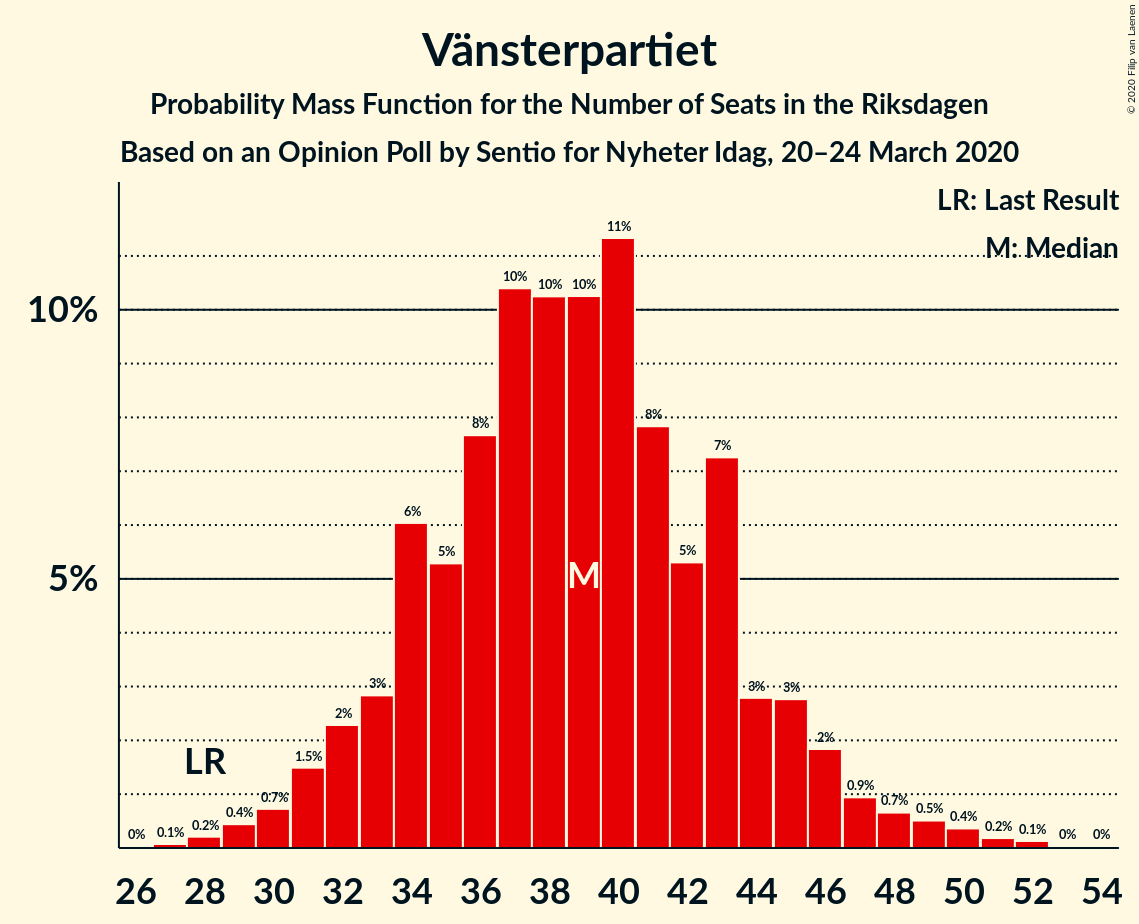 Vänsterpartiet
Probability Mass Function for the Number of Seats in the Riksdagen
Based on an Opinion Poll by Sentio for Nyheter Idag, 20–24 March 2020
© 2020 Filip van Laenen
LR: Last Result
M: Median
11%
10% 10% 10%
10%
8% 8%
7%
6%
5% 5%
5%
M
3% 3% 3%
2% 2%
LR
1.5%
0.9%
0.7% 0.7%
0.4% 0.5% 0.4%
0% 0.1% 0.2% 0.2% 0.1% 0% 0%
26 28 30 32 34 36 38 40 42 44 46 48 50 52 54